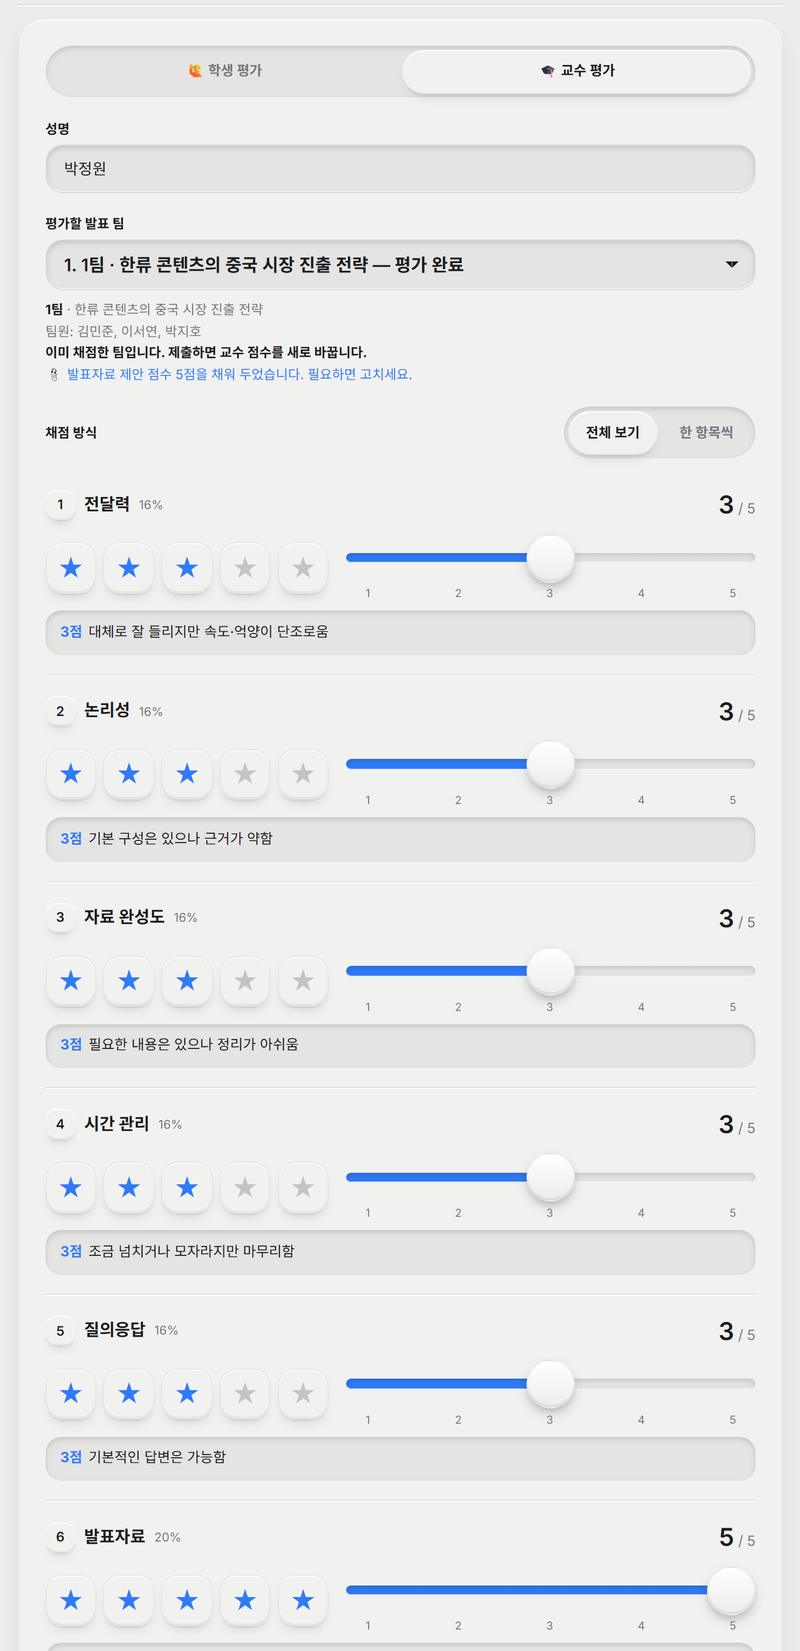 학생 평가
교수 평가
성명
박정원
평가할 발표 팀
1. 1팀 · 한류 콘텐츠의 중국 시장 진출 전략 — 평가 완료
1팀 · 한류 콘텐츠의 중국 시장 진출 전략
팀원: 김민준, 이서연, 박지호
이미 채점한 팀입니다. 제출하면 교수 점수를 새로 바꿉니다.
발표자료 제안 점수 5점을 채워 두었습니다. 필요하면 고치세요.
채점 방식
전체 보기
한 항목씩
1 전달력 16%
3 / 5
1 2 3 4 5
3점 대체로 잘 들리지만 속도·억양이 단조로움
2 논리성 16%
3 / 5
1 2 3 4 5
3점 기본 구성은 있으나 근거가 약함
3 자료 완성도 16%
3 / 5
1 2 3 4 5
3점 필요한 내용은 있으나 정리가 아쉬움
4 시간 관리 16%
3 / 5
1 2 3 4 5
3점 조금 넘치거나 모자라지만 마무리함
5 질의응답 16%
3 / 5
1 2 3 4 5
3점 기본적인 답변은 가능함
6 발표자료 20%
5 / 5
1 2 3 4 5